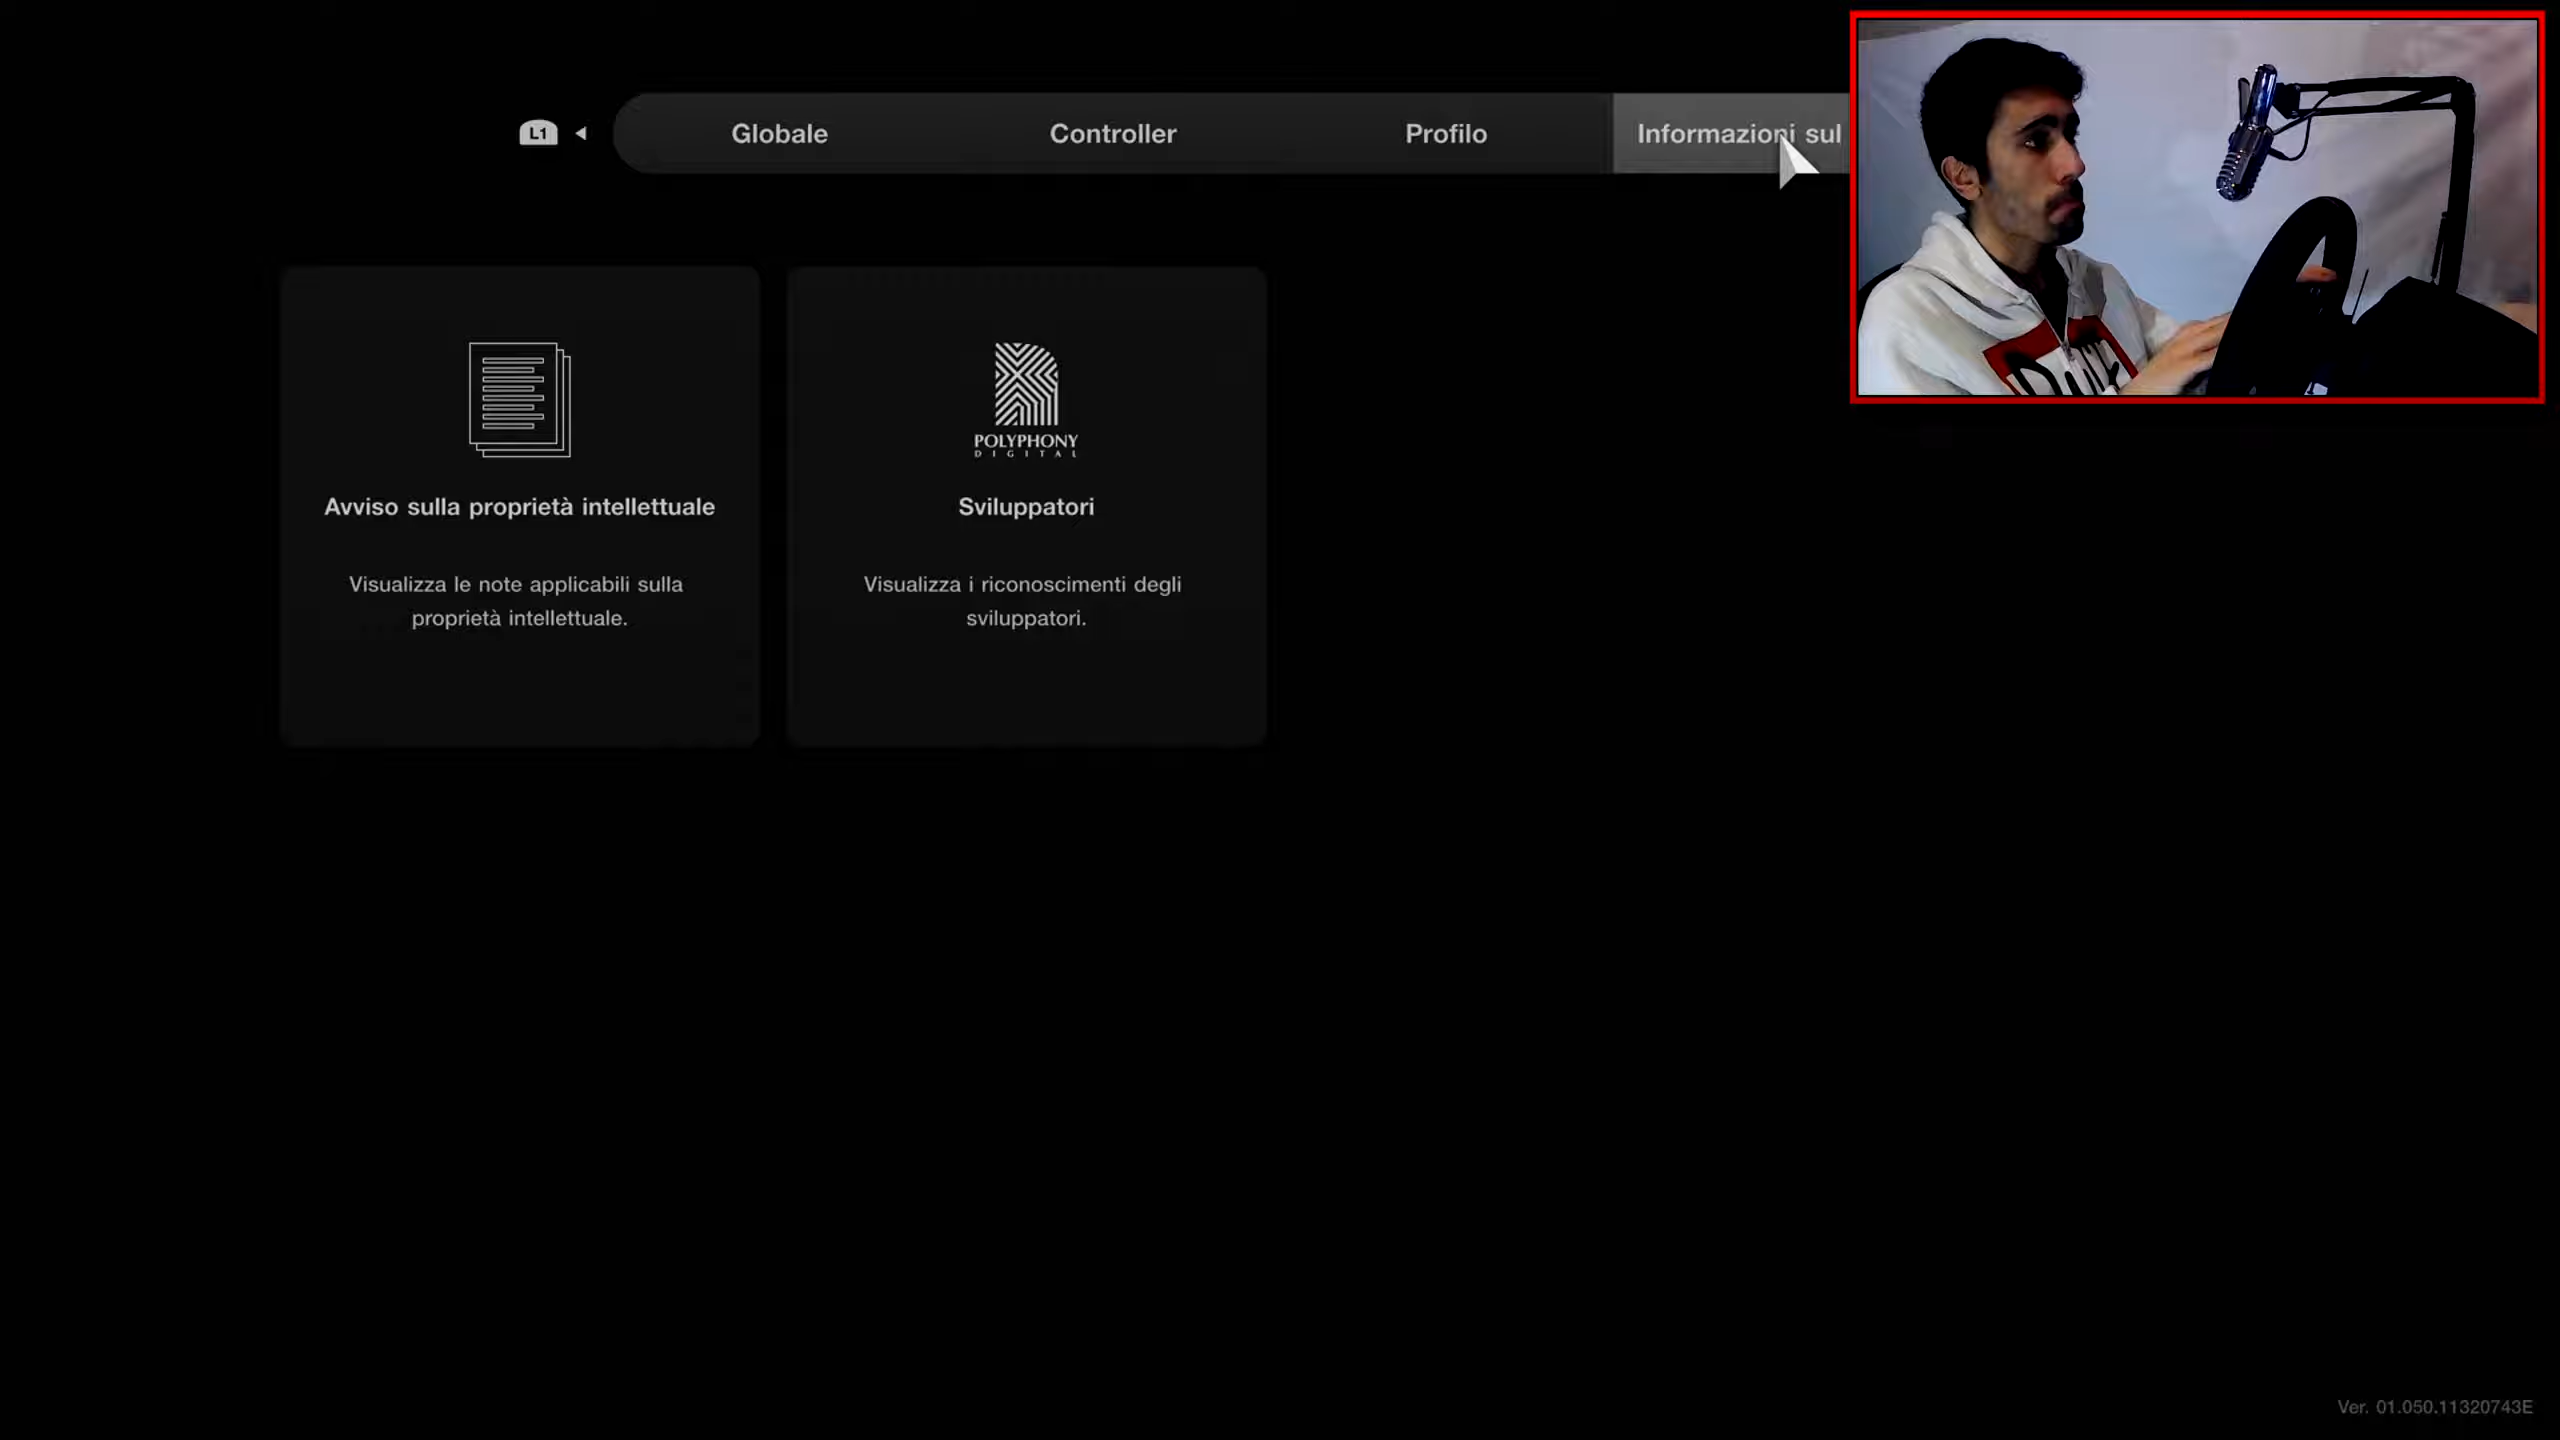 L1
Globale
Controller
Profilo
Informazioni sul
POLYPHONY
DIGITAL
Avviso sulla proprietà intellettuale
Sviluppatori
Visualizza le note applicabili sulla
proprietà intellettuale.
Visualizza i riconoscimenti degli
sviluppatori.
Ver. 01.050.11320743E